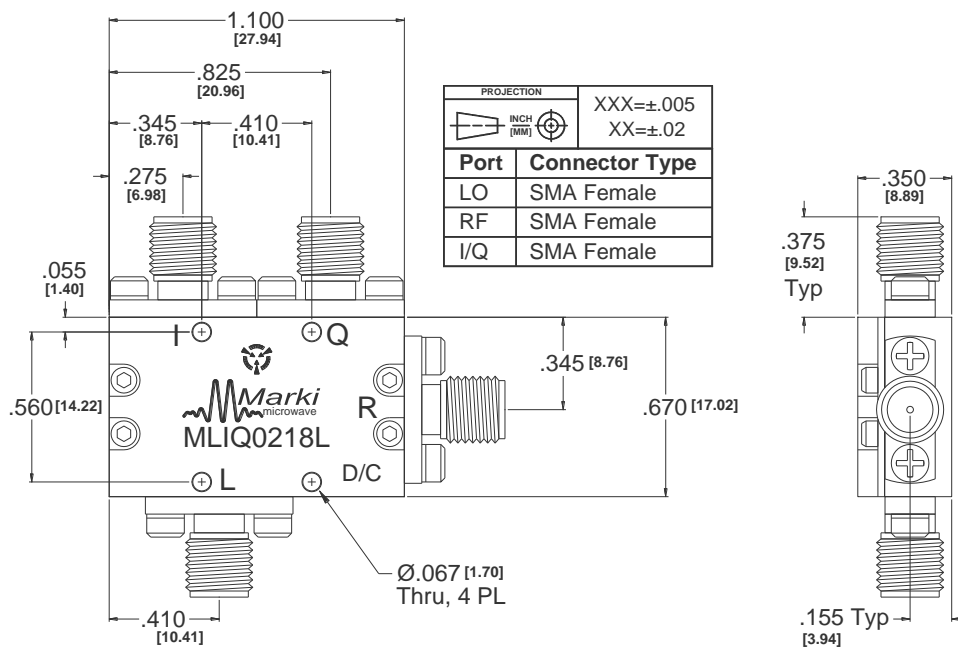 1.100
[27.94]
.825
[20.96]
.345
[8.76]
.410
[10.41]
.275
[6.98]
PROJECTION
INCH
[MM]
XXX=±.005
XX=±.02
Port Connector Type
LO SMA Female
RF SMA Female
I/Q SMA Female
.350
[8.89]
.375
[9.52]
Typ
.055
[1.40]
I Q
.345 [8.76]
Marki
microwave
R
.560 [14.22]
.670 [17.02]
MLIQ0218L
L D/C
Ø.067 [1.70]
Thru, 4 PL
.410
[10.41]
.155 Typ
[3.94]